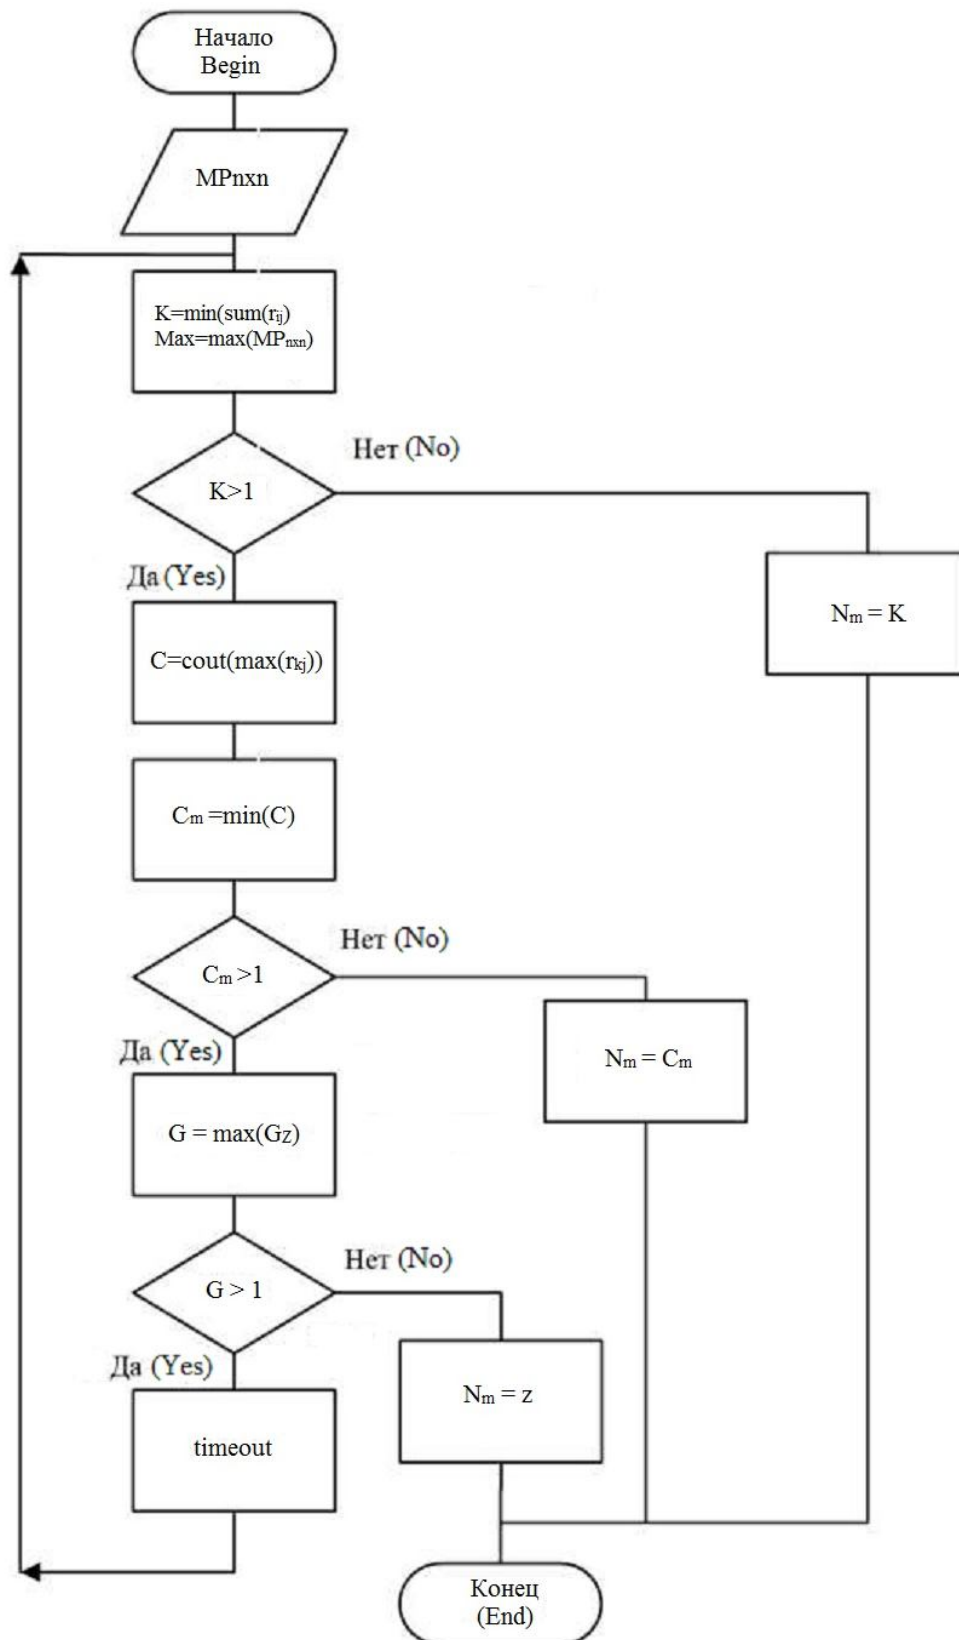 Начало
Begin
MPnxn
K=min(sum(rij)
Max=max(MPnxn)
Нет (No)
K>1
Да (Yes)
Nm = K
C=cout(max(rkj))
Cm =min(C)
Нет (No)
Cm >1
Да (Yes)
Nm = Cm
G = max(Gz)
Нет (No)
G > 1
Да (Yes)
Nm = z
timeout
Конец
(End)